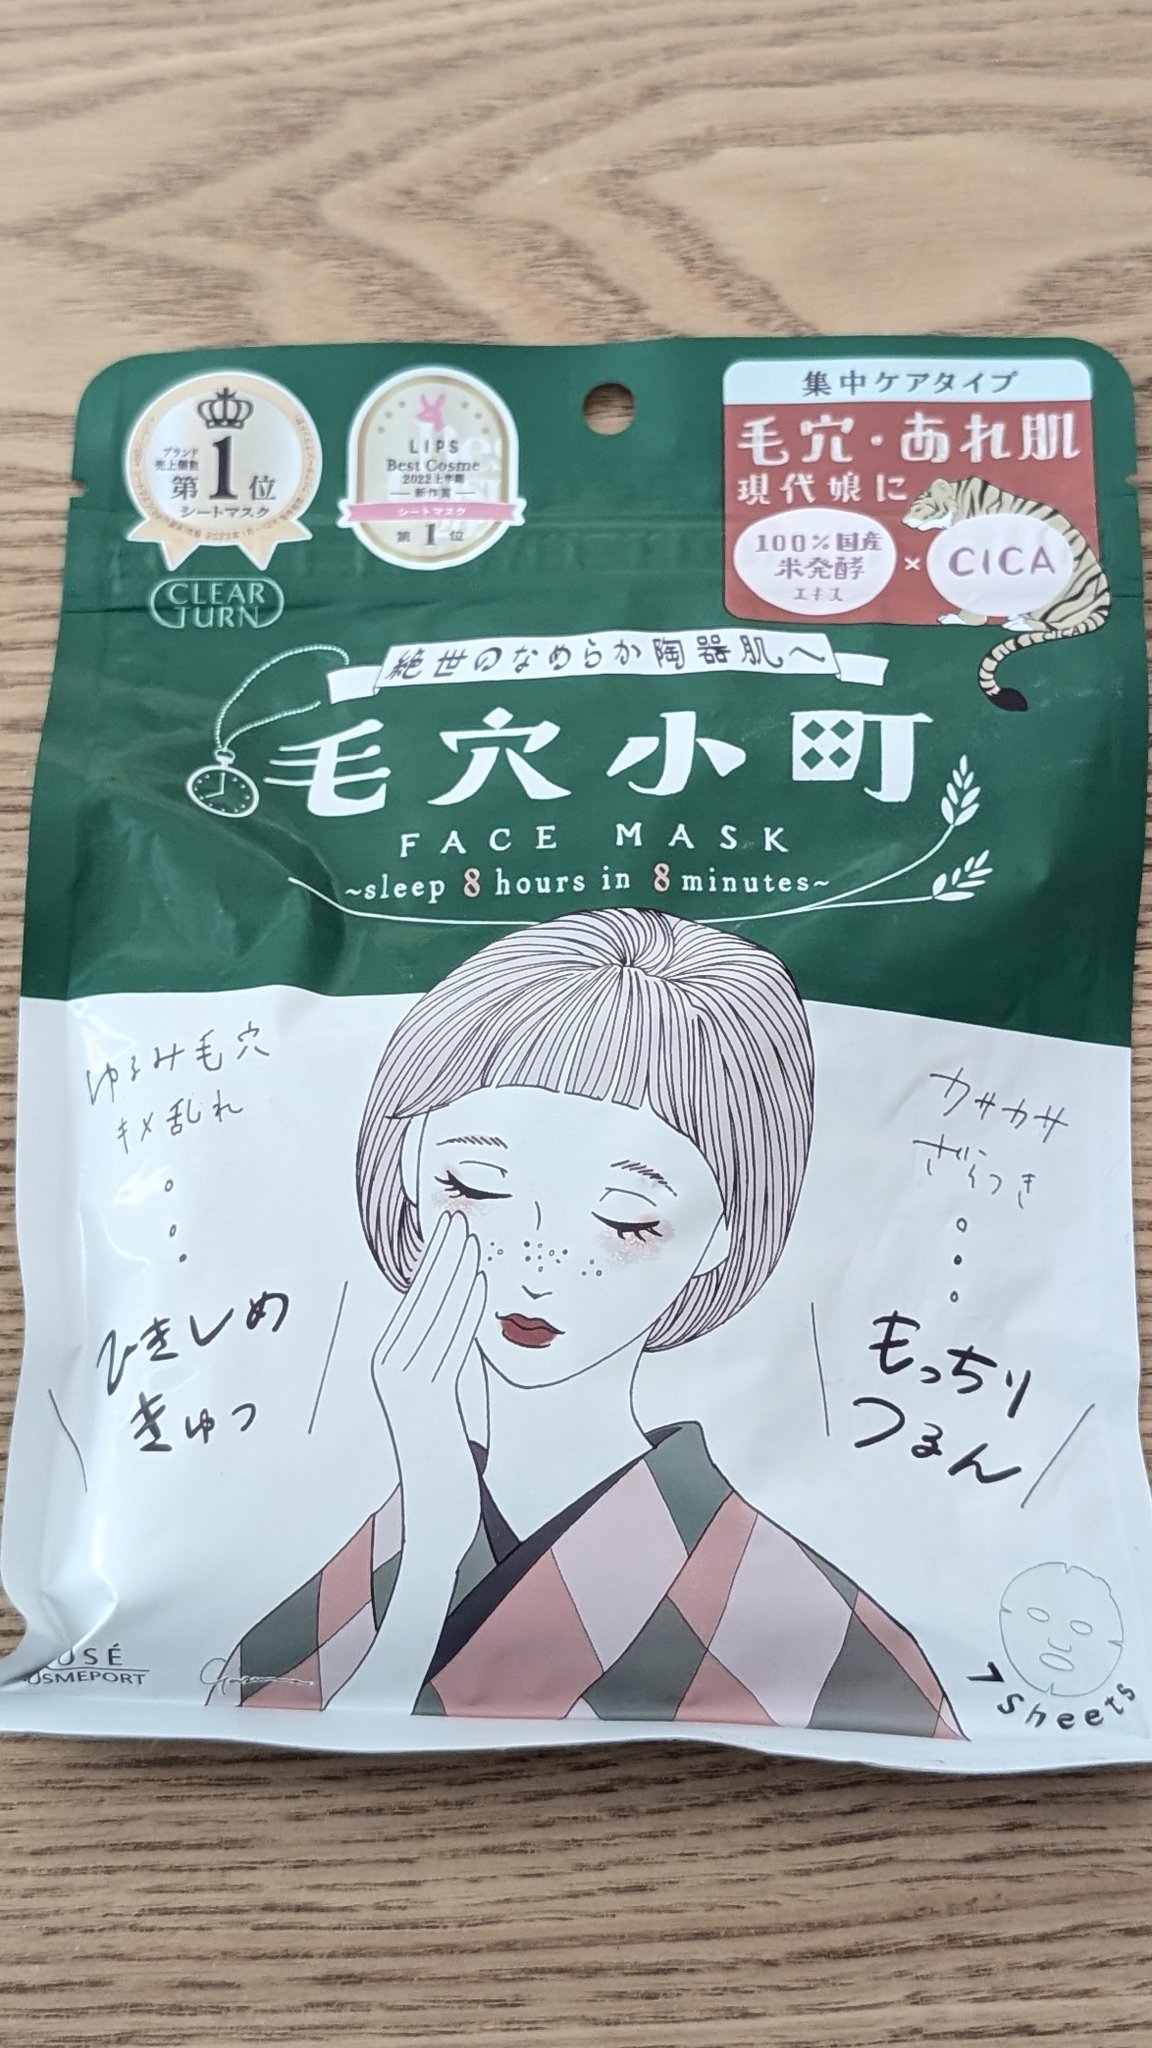 ブランド
売上個数
第1位
シートマスク
LIPS
Best Cosme
2022上半期
新作賞
シートマスク
第1位
集中ケアタイプ
毛穴・あれ肌
現代娘に
100%国産
米発酵
エキス
×
CICA
CICA
CLEAR
TURN
絶世のなめらか陶器肌へ
毛穴小町
FACE MASK
~sleep 8 hours in 8 minutes~
ゆるみ毛穴
キメ乱れ
ひきしめ
きゅっ
カサカサ
ざらつき
もっちり
つるん
7 sheets